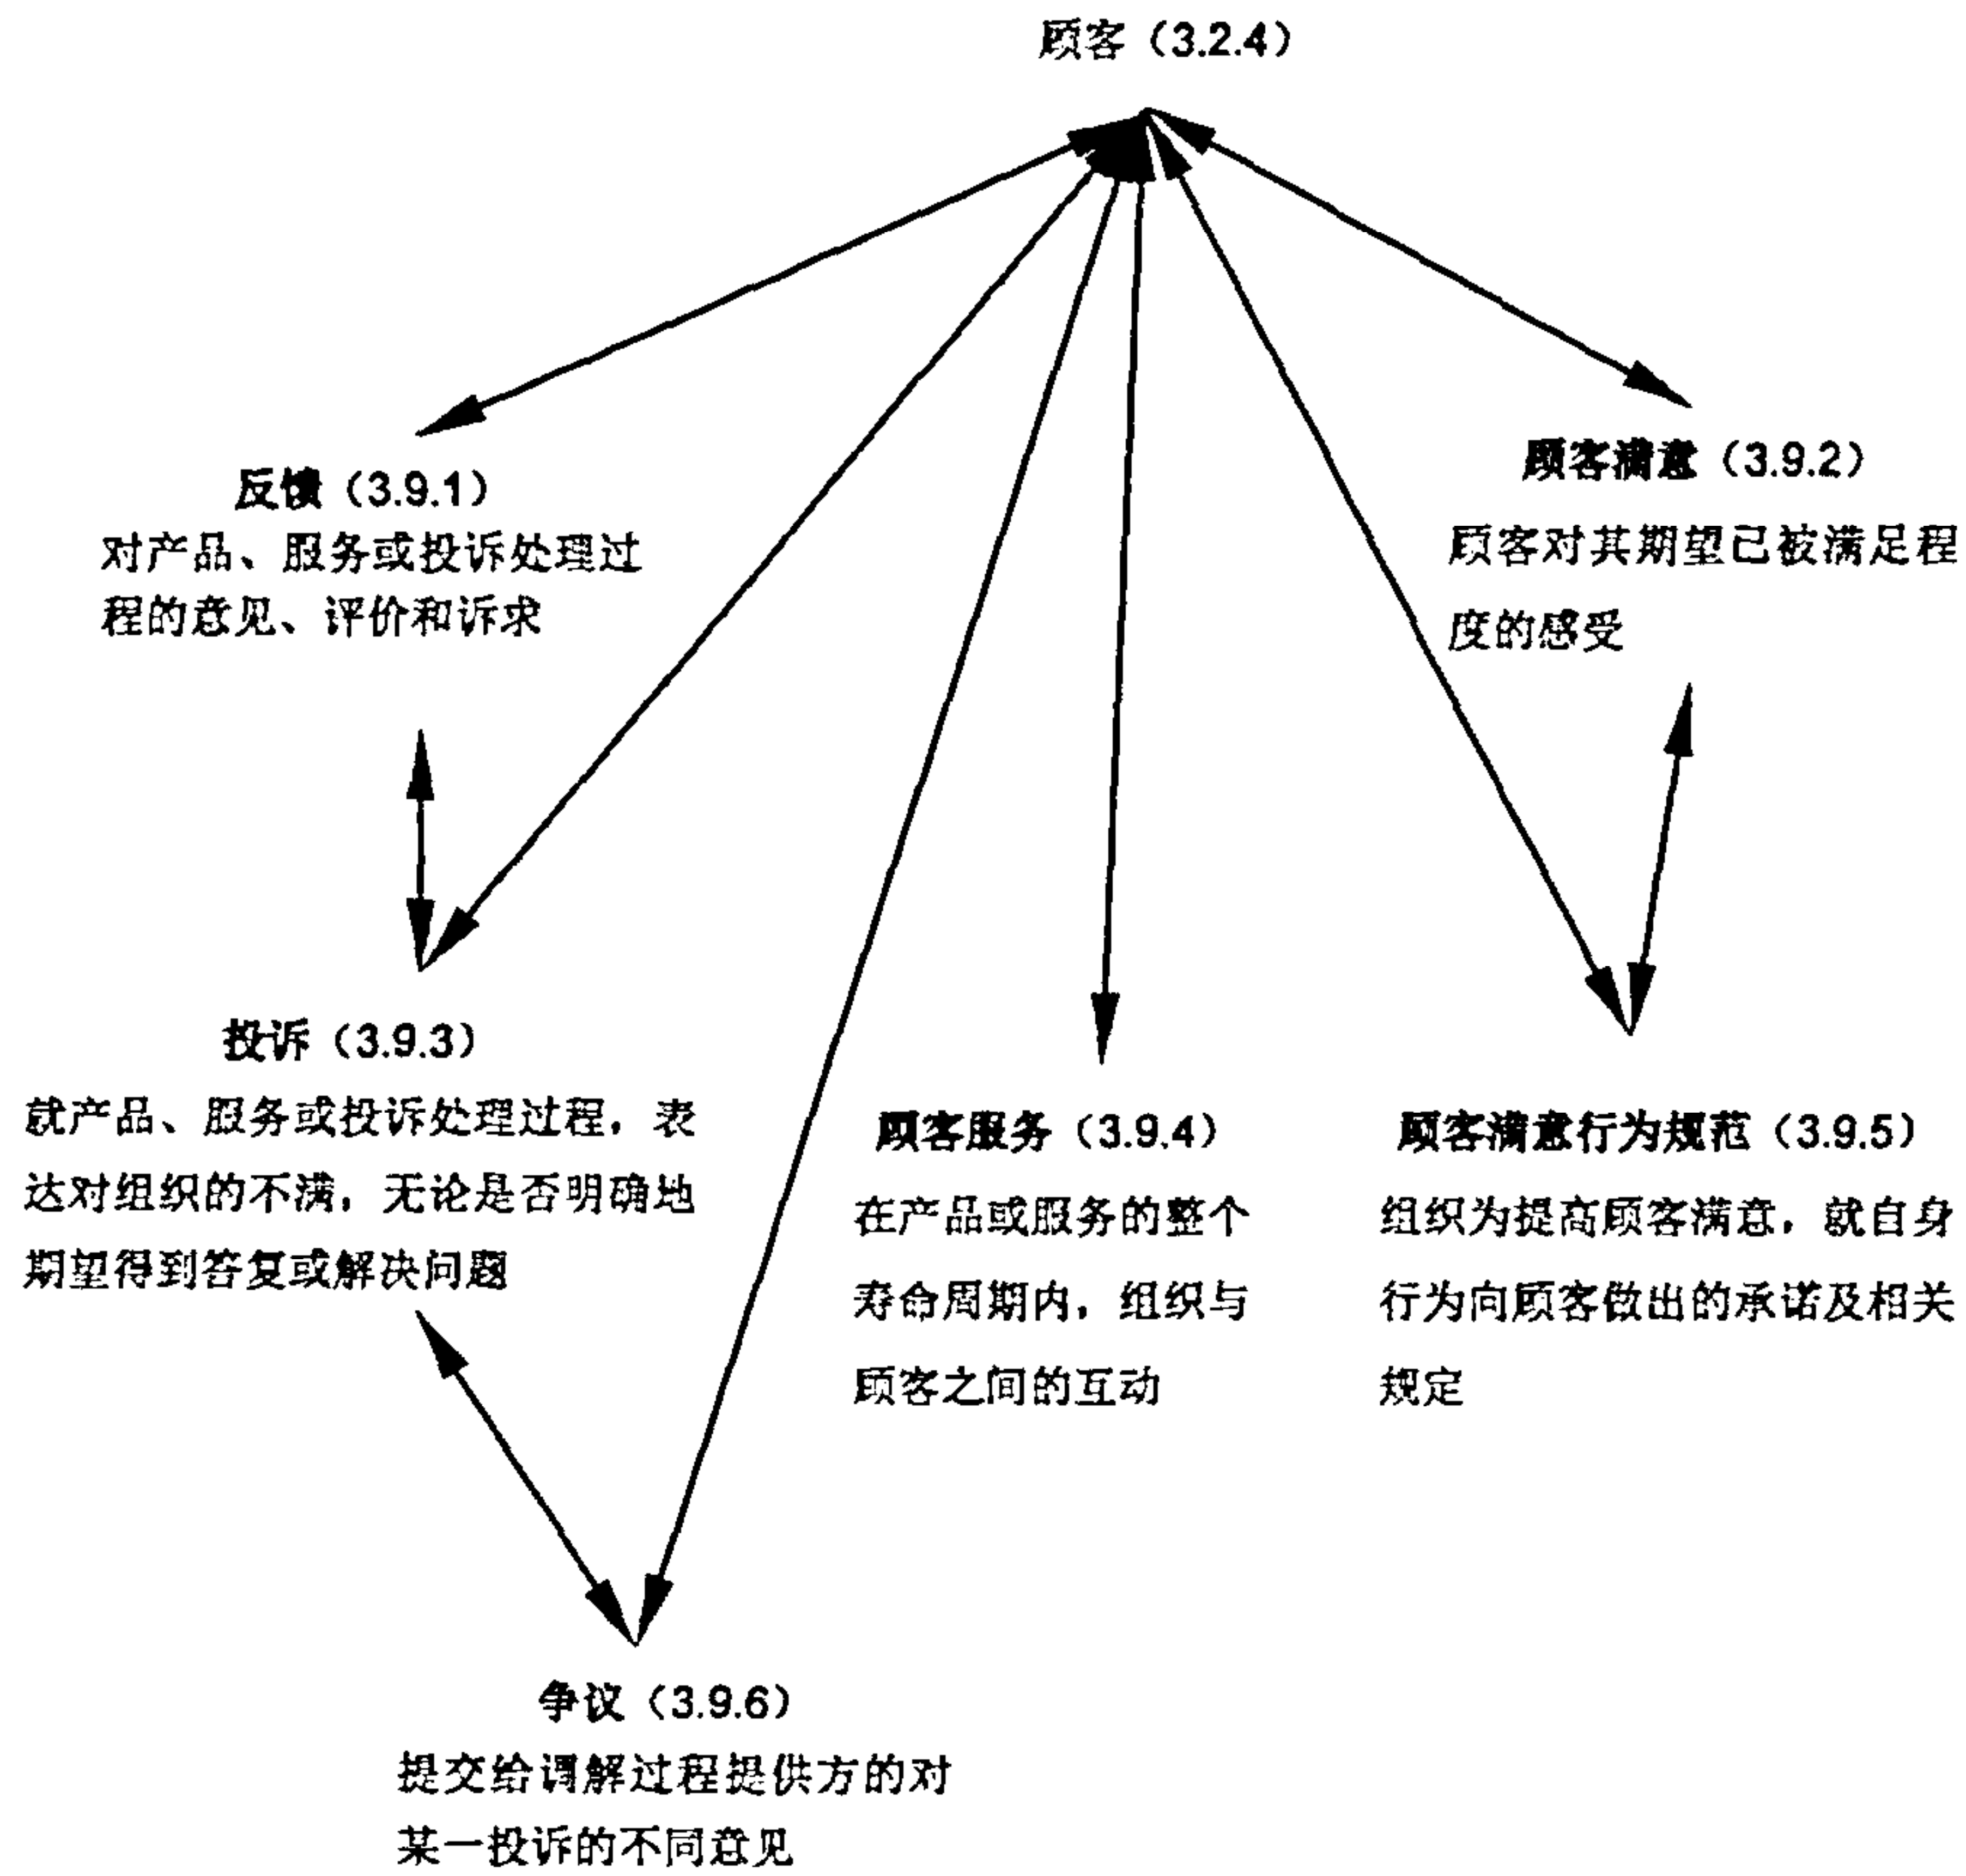 顾客（3.2.4）
反馈（3.9.1）
对产品、服务或投诉处理过
程的意见、评价和诉求
顾客满意（3.9.2）
顾客对其期望已被满足程
度的感受
投诉（3.9.3）
就产品、服务或投诉处理过程，表
达对组织的不满，无论是否明确地
期望得到答复或解决问题
顾客服务（3.9.4）
在产品或服务的整个
寿命周期内，组织与
顾客之间的互动
顾客满意行为规范（3.9.5）
组织为提高顾客满意，就自身
行为向顾客做出的承诺及相关
规定
争议（3.9.6）
提交给调解过程提供方的对
某一投诉的不同意见